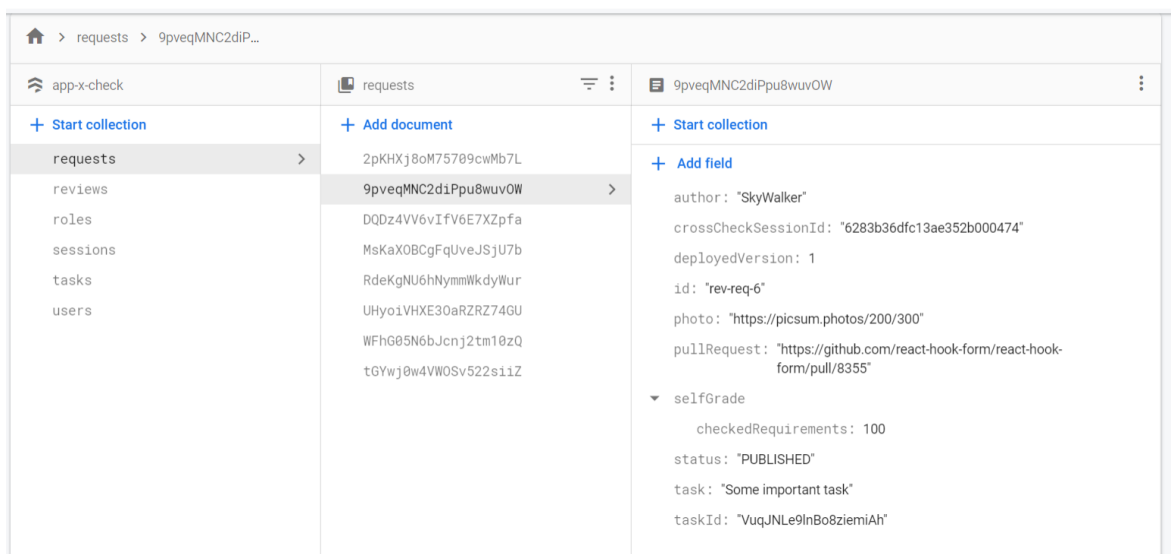 requests > 9pveqMNC2diP...
app-x-check
+ Start collection
requests
reviews
roles
sessions
tasks
users
requests
+ Add document
2pKHXj8oM75709cwMb7L
9pveqMNC2diPpu8wuvOW
DQDz4VV6vIfV6E7XZpfa
MsKaXOBCgFqUveJSjU7b
RdeKgNU6hNymmWkdyWur
UHyoiVHXE3OaRZRZ74GU
WFhG05N6bJcnj2tm10zQ
tGYwj0w4VWOSv522siiZ
9pveqMNC2diPpu8wuvOW
+ Start collection
+ Add field
author: "SkyWalker"
crossCheckSessionId: "6283b36dfc13ae352b000474"
deployedVersion: 1
id: "rev-req-6"
photo: "https://picsum.photos/200/300"
pullRequest: "https://github.com/react-hook-form/react-hook-
form/pull/8355"
selfGrade
checkedRequirements: 100
status: "PUBLISHED"
task: "Some important task"
taskId: "VuqJNLe9lnBo8ziemiAh"